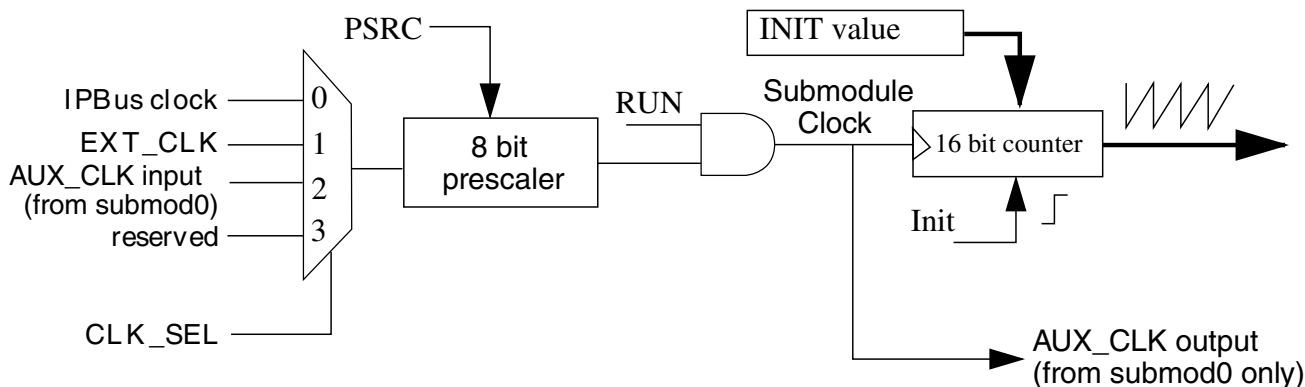 PSRC
INIT value
IPBus clock
0
RUN
Submodule
Clock
EXT_CLK
1
8 bit
prescaler
16 bit counter
AUX_CLK input
(from submod0)
2
reserved
3
Init
CLK_SEL
AUX_CLK output
(from submod0 only)